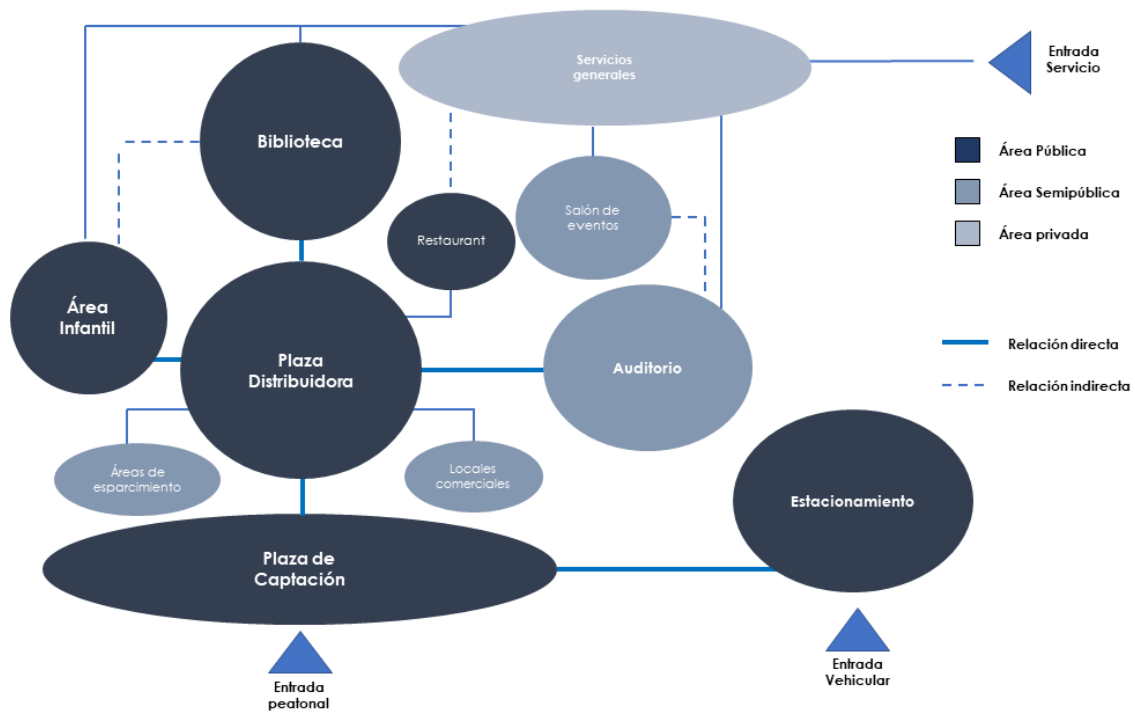 Servicios
generales
Entrada
Servicio
Biblioteca
Área Pública
Área Semipública
Área privada
Salón de
eventos
Restaurant
Área
Infantil
Plaza
Distribuidora
Auditorio
Relación directa
Relación indirecta
Áreas de
esparcimiento
Locales
comerciales
Estacionamiento
Plaza de
Captación
Entrada
peatonal
Entrada
Vehicular